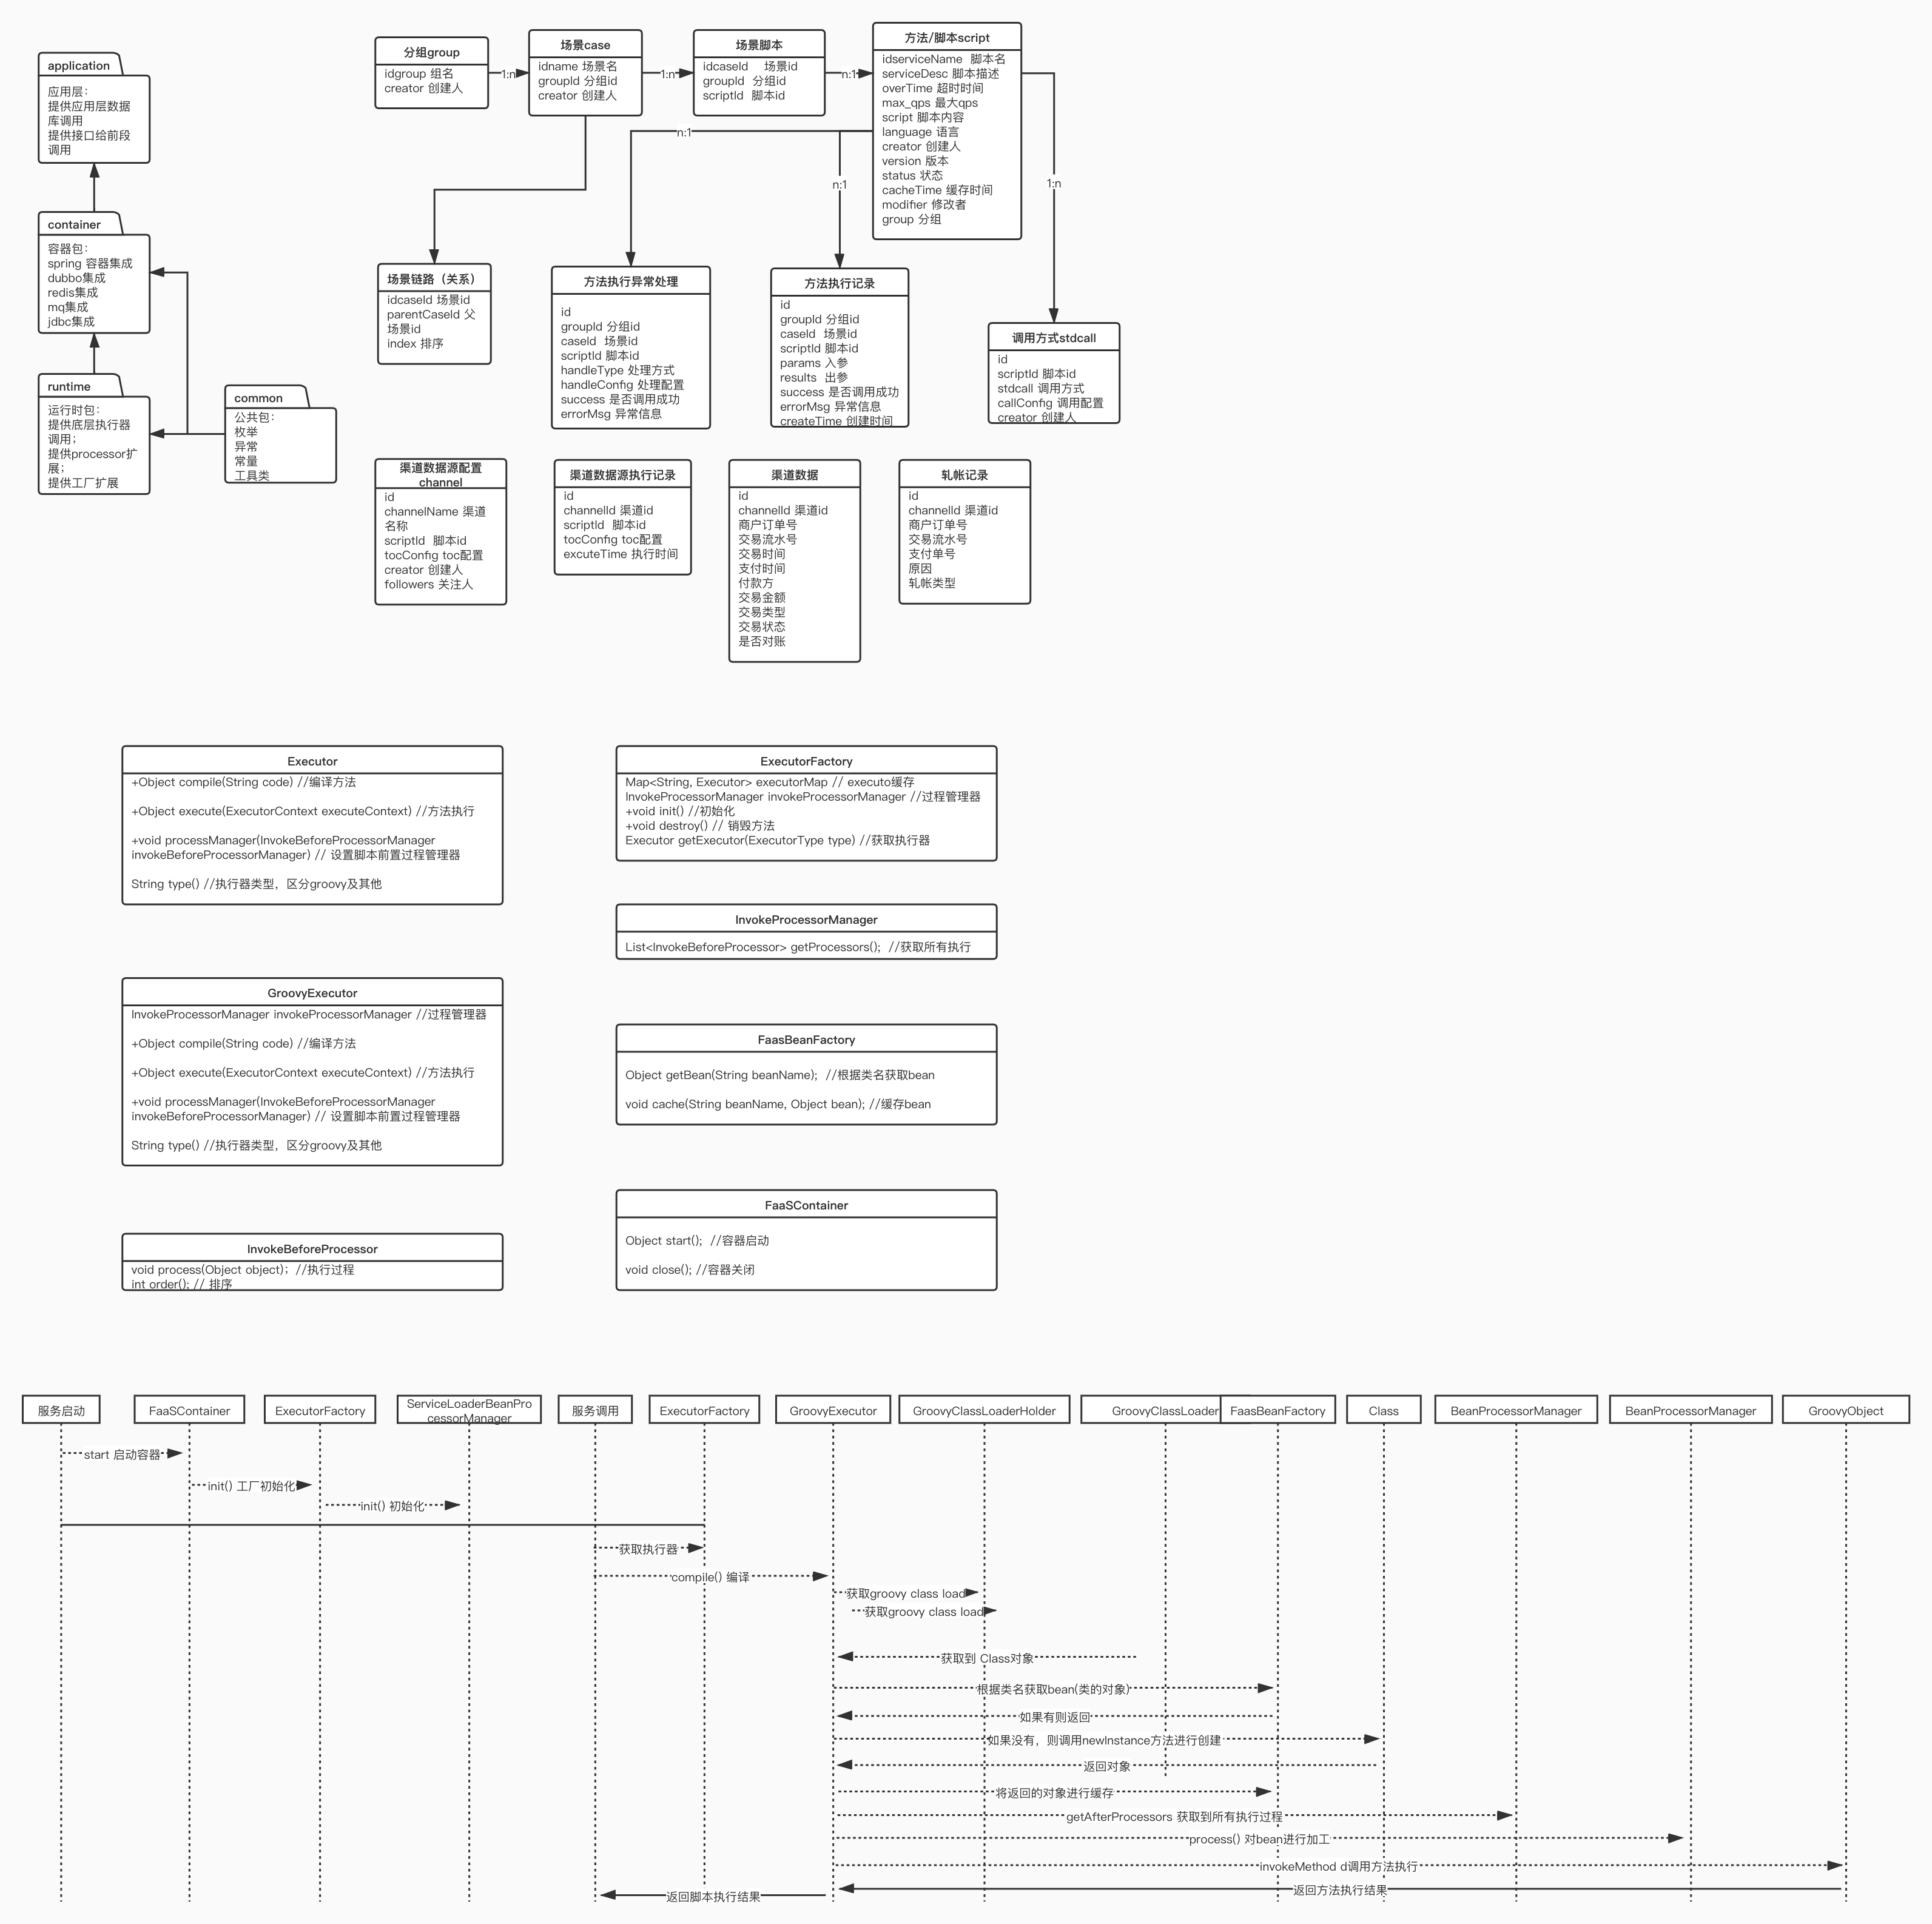 application
应用层：
提供应用层数据
库调用
提供接口给前段
调用
container
容器包：
spring 容器集成
dubbo集成
redis集成
mq集成
jdbc集成
runtime
运行时包：
提供底层执行器
调用；
提供processor扩
展；
提供工厂扩展
common
公共包：
枚举
异常
常量
工具类
分组group
idgroup 组名
creator 创建人
1:n
场景case
idname 场景名
groupId 分组id
creator 创建人
1:n
场景脚本
idcaseId 场景id
groupId 分组id
scriptId 脚本id
n:1
方法/脚本script
idserviceName 脚本名
serviceDesc 脚本描述
overTime 超时时间
max_qps 最大qps
script 脚本内容
language 语言
creator 创建人
version 版本
status 状态
cacheTime 缓存时间
modifier 修改者
group 分组
n:1
n:1
1:n
场景链路（关系）
idcaseId 场景id
parentCaseId 父
场景id
index 排序
方法执行异常处理
id
groupId 分组id
caseId 场景id
scriptId 脚本id
handleType 处理方式
handleConfig 处理配置
success 是否调用成功
errorMsg 异常信息
方法执行记录
id
groupId 分组id
caseId 场景id
scriptId 脚本id
params 入参
results 出参
success 是否调用成功
errorMsg 异常信息
createTime 创建时间
调用方式stdcall
id
scriptId 脚本id
stdcall 调用方式
callConfig 调用配置
creator 创建人
渠道数据源配置
channel
id
channelName 渠道
名称
scriptId 脚本id
tocConfig toc配置
creator 创建人
followers 关注人
渠道数据源执行记录
id
channelId 渠道id
scriptId 脚本id
tocConfig toc配置
excuteTime 执行时间
渠道数据
id
channelId 渠道id
商户订单号
交易流水号
交易时间
支付时间
付款方
交易金额
交易类型
交易状态
是否对账
轧帐记录
id
channelId 渠道id
商户订单号
交易流水号
支付单号
原因
轧帐类型
Executor
+Object compile(String code) //编译方法
+Object execute(ExecutorContext executeContext) //方法执行
+void processManager(InvokeBeforeProcessorManager
invokeBeforeProcessorManager) // 设置脚本前置过程管理器
String type() //执行器类型，区分groovy及其他
ExecutorFactory
Map<String, Executor> executorMap // executo缓存
InvokeProcessorManager invokeProcessorManager //过程管理器
+void init() //初始化
+void destroy() // 销毁方法
Executor getExecutor(ExecutorType type) //获取执行器
InvokeProcessorManager
List<InvokeBeforeProcessor> getProcessors(); //获取所有执行
GroovyExecutor
InvokeProcessorManager invokeProcessorManager //过程管理器
+Object compile(String code) //编译方法
+Object execute(ExecutorContext executeContext) //方法执行
+void processManager(InvokeBeforeProcessorManager
invokeBeforeProcessorManager) // 设置脚本前置过程管理器
String type() //执行器类型，区分groovy及其他
FaasBeanFactory
Object getBean(String beanName); //根据类名获取bean
void cache(String beanName, Object bean); //缓存bean
FaaSContainer
Object start(); //容器启动
void close(); //容器关闭
InvokeBeforeProcessor
void process(Object object)；//执行过程
int order(); // 排序
服务启动
FaaSContainer
ExecutorFactory
ServiceLoaderBeanPro
cessorManager
服务调用
ExecutorFactory
GroovyExecutor
GroovyClassLoaderHolder
GroovyClassLoader
FaasBeanFactory
Class
BeanProcessorManager
BeanProcessorManager
GroovyObject
start 启动容器
init() 工厂初始化
init() 初始化
获取执行器
compile() 编译
获取groovy class load
获取groovy class load
获取到 Class对象
根据类名获取bean(类的对象)
如果有则返回
如果没有，则调用newInstance方法进行创建
返回对象
将返回的对象进行缓存
getAfterProcessors 获取到所有执行过程
process() 对bean进行加工
invokeMethod d调用方法执行
返回方法执行结果
返回脚本执行结果